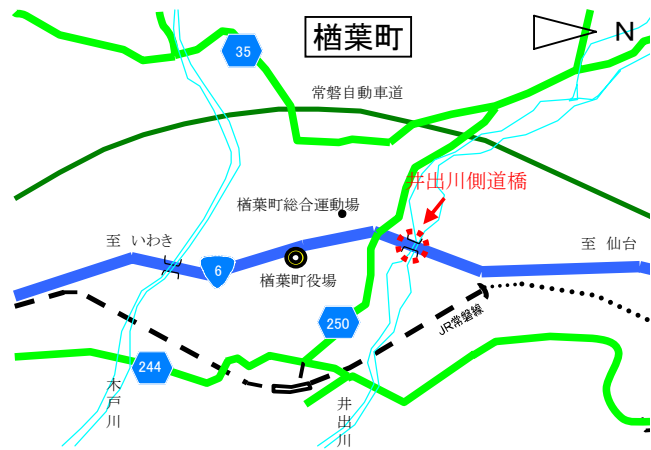 楢葉町
N
35
常磐自動車道
井出川側道橋
楢葉町総合運動場
至 いわき
至 仙台
6
楢葉町役場
250
JR常磐線
244
木戸川
井出川